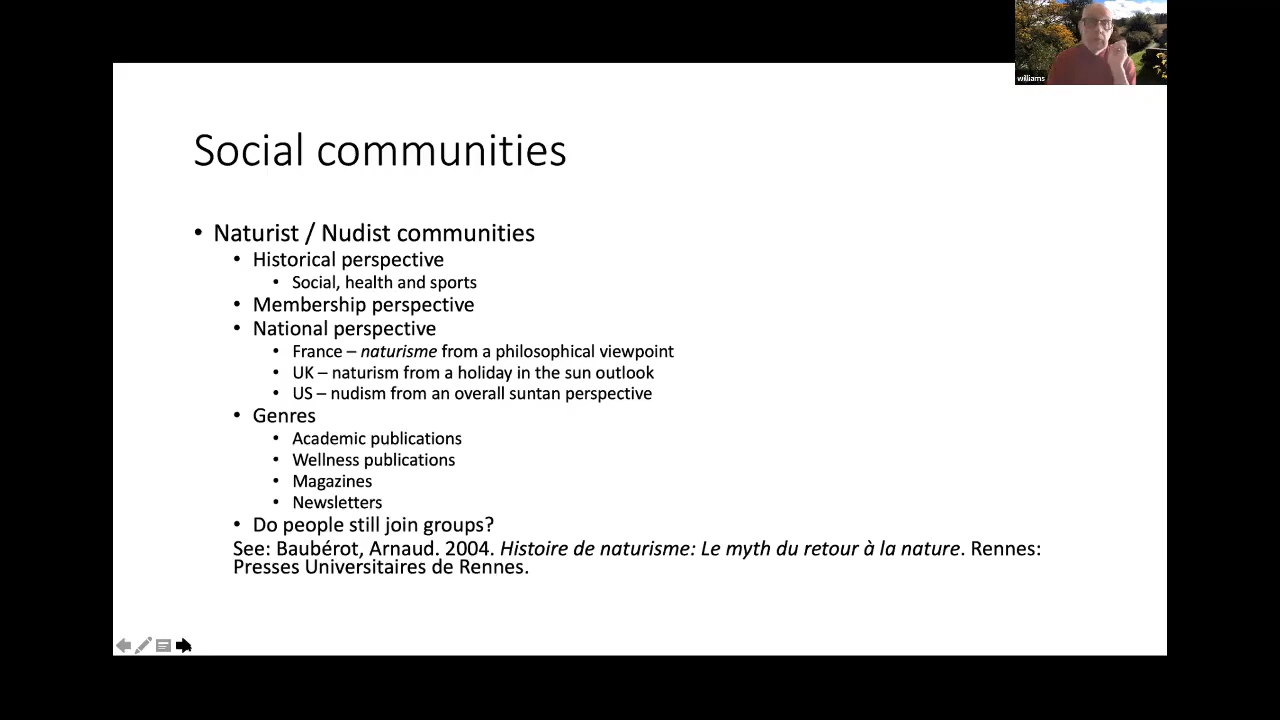 williams
Social communities
• Naturist / Nudist communities
• Historical perspective
• Social, health and sports
• Membership perspective
• National perspective
• France – naturisme from a philosophical viewpoint
• UK – naturism from a holiday in the sun outlook
• US – nudism from an overall suntan perspective
• Genres
• Academic publications
• Wellness publications
• Magazines
• Newsletters
• Do people still join groups?
See: Baubérot, Arnaud. 2004. Histoire de naturisme: Le myth du retour à la nature. Rennes:
Presses Universitaires de Rennes.